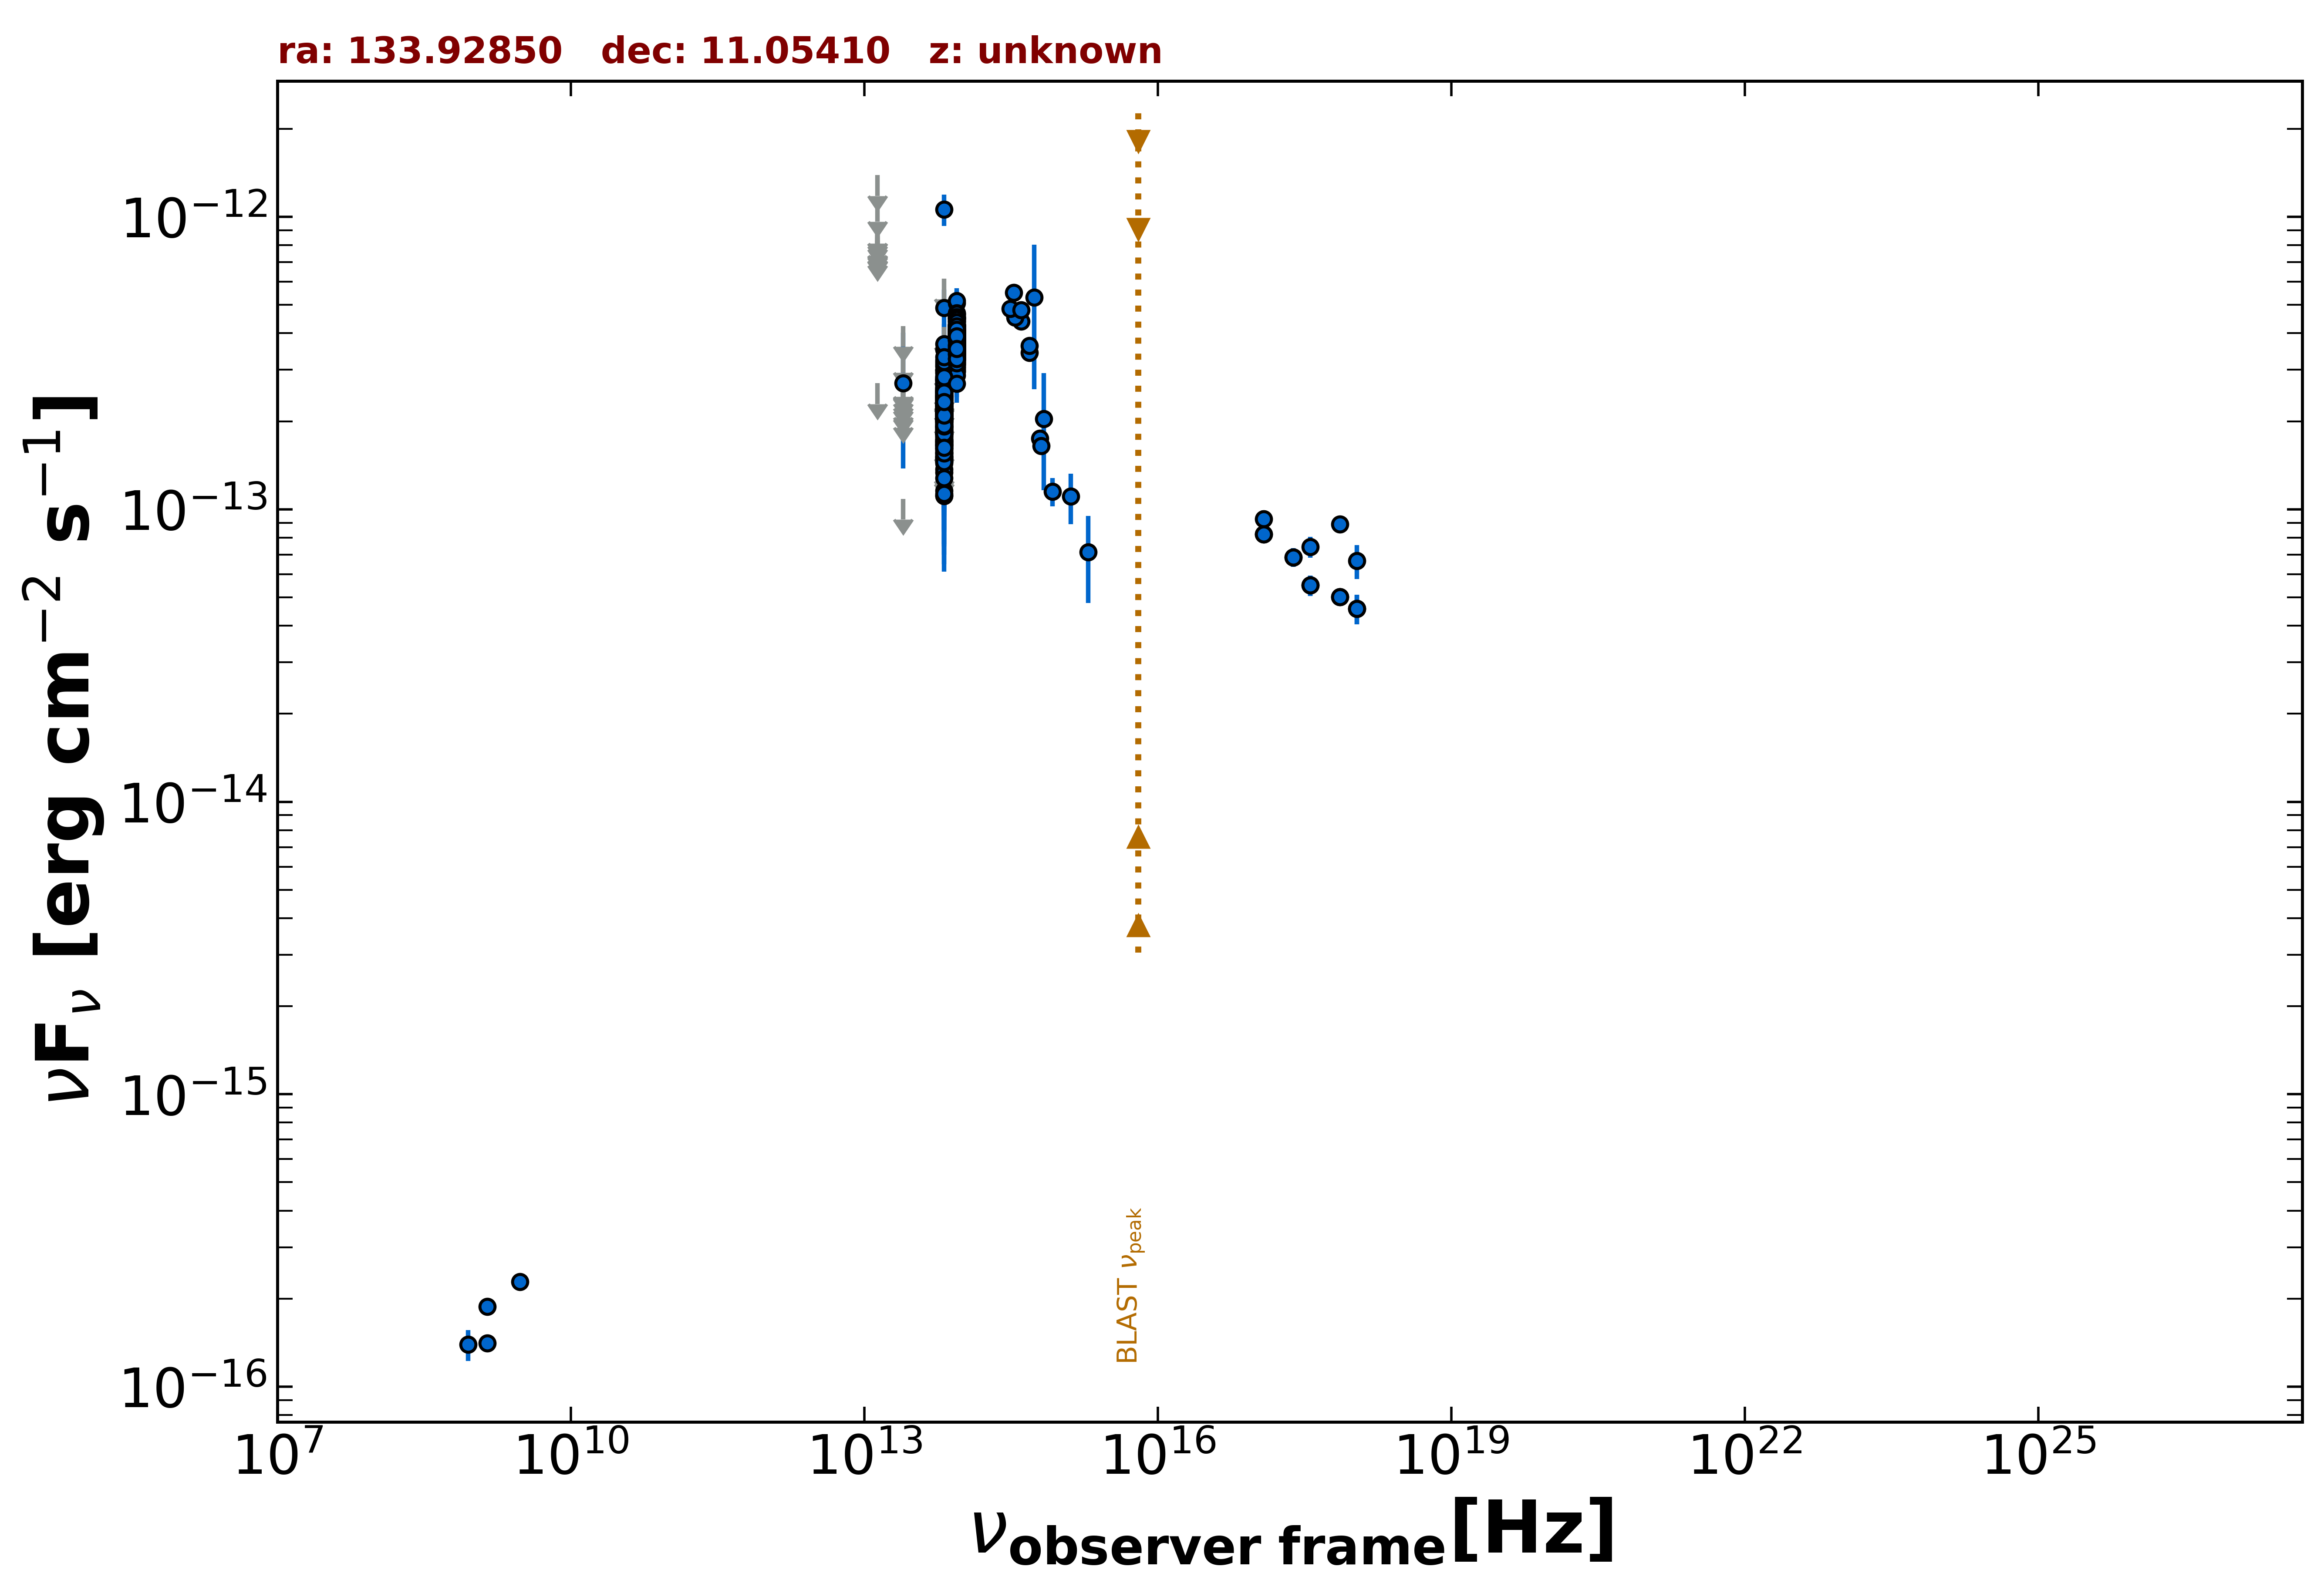 ra: 133.92850 dec: 11.05410 z: unknown
νFν [erg cm⁻² s⁻¹]
10⁻¹²
10⁻¹³
10⁻¹⁴
10⁻¹⁵
10⁻¹⁶
BLAST νpeak
10⁷ 10¹⁰ 10¹³ 10¹⁶ 10¹⁹ 10²² 10²⁵
νobserver frame[Hz]